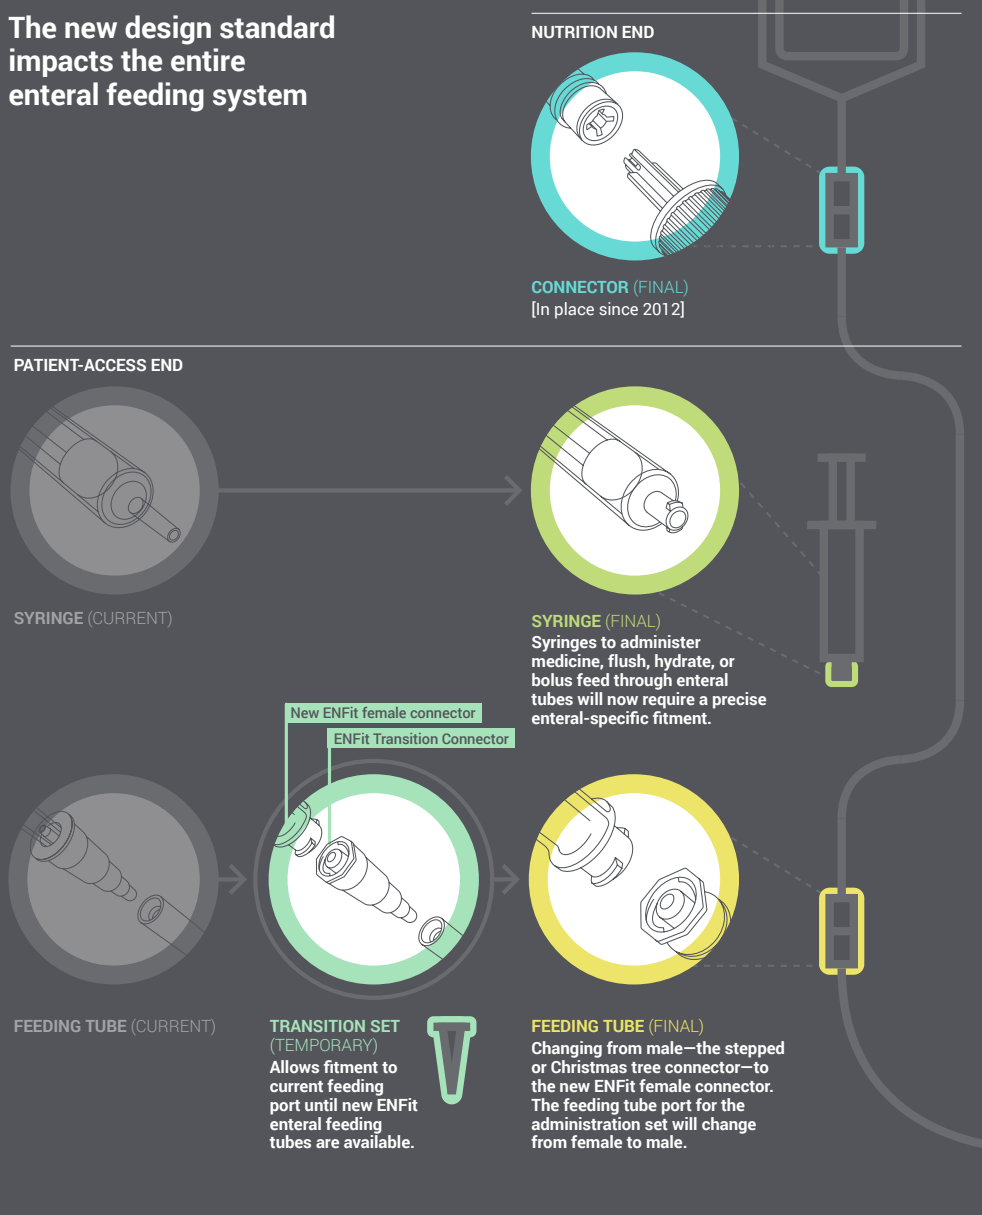 The new design standard
impacts the entire
enteral feeding system
NUTRITION END
CONNECTOR (FINAL)
[In place since 2012]
PATIENT-ACCESS END
SYRINGE (CURRENT)
SYRINGE (FINAL)
Syringes to administer
medicine, flush, hydrate, or
bolus feed through enteral
tubes will now require a precise
enteral-specific fitment.
New ENFit female connector
ENFit Transition Connector
FEEDING TUBE (CURRENT)
TRANSITION SET
(TEMPORARY)
Allows fitment to
current feeding
port until new ENFit
enteral feeding
tubes are available.
FEEDING TUBE (FINAL)
Changing from male—the stepped
or Christmas tree connector—to
the new ENFit female connector.
The feeding tube port for the
administration set will change
from female to male.